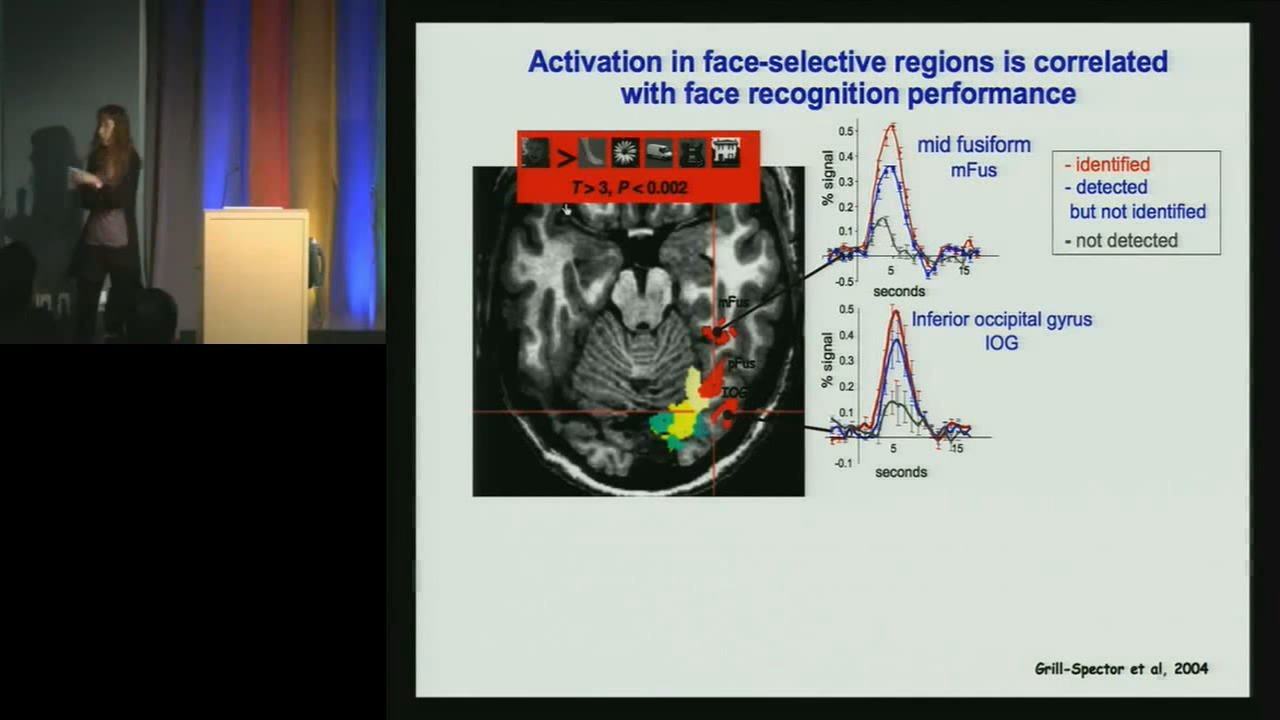 Activation in face-selective regions is correlated
with face recognition performance
>
T > 3, P < 0.002
mFus
pFus
IOG
0.5
0.4
0.3
0.2
0.1
-0.5
% signal
5
15
seconds
mid fusiform
mFus
- identified
- detected
but not identified
- not detected
0.5
0.4
0.3
0.2
0.1
-0.1
% signal
5
15
seconds
Inferior occipital gyrus
IOG
Grill-Spector et al, 2004